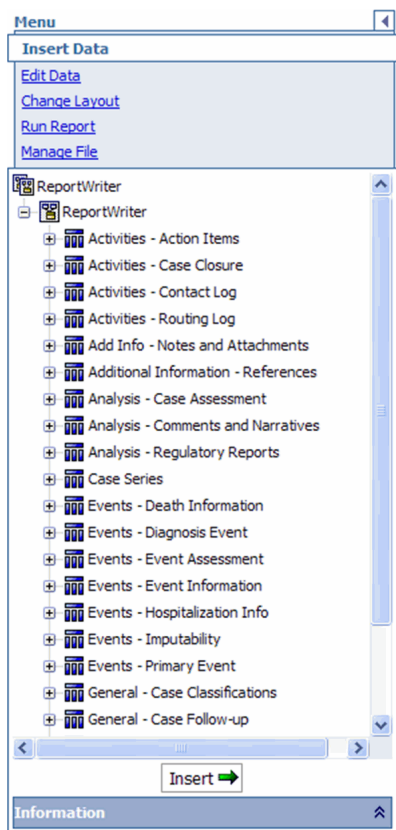 Menu
Insert Data
Edit Data
Change Layout
Run Report
Manage File
ReportWriter
ReportWriter
Activities - Action Items
Activities - Case Closure
Activities - Contact Log
Activities - Routing Log
Add Info - Notes and Attachments
Additional Information - References
Analysis - Case Assessment
Analysis - Comments and Narratives
Analysis - Regulatory Reports
Case Series
Events - Death Information
Events - Diagnosis Event
Events - Event Assessment
Events - Event Information
Events - Hospitalization Info
Events - Imputability
Events - Primary Event
General - Case Classifications
General - Case Follow-up
Insert
Information